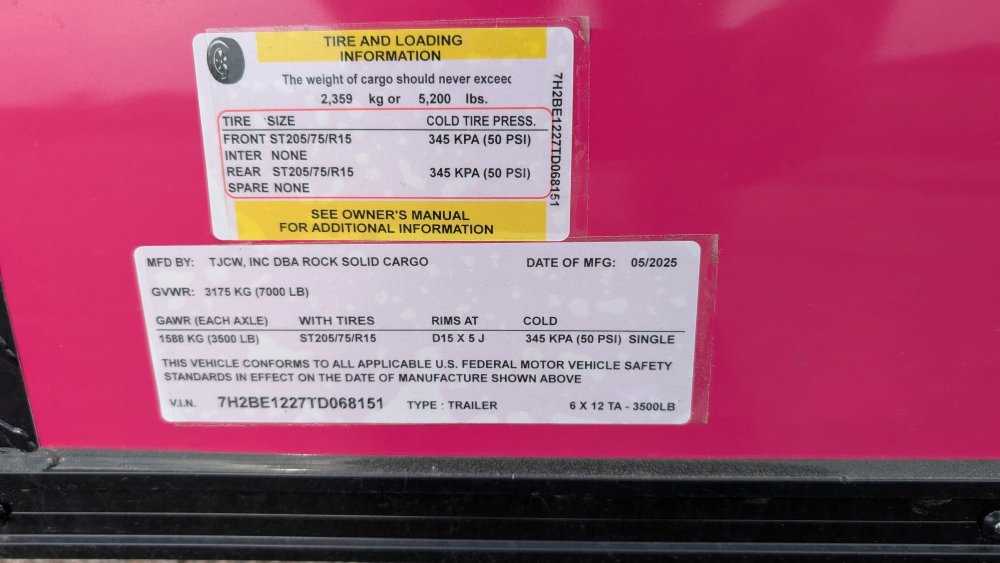 TIRE AND LOADING
INFORMATION
The weight of cargo should never exceed
2,359 kg or 5,200 lbs.
TIRE SIZE COLD TIRE PRESS.
FRONT ST205/75/R15 345 KPA (50 PSI)
INTER NONE
REAR ST205/75/R15 345 KPA (50 PSI)
SPARE NONE
7H2BE1227TD068151
SEE OWNER'S MANUAL
FOR ADDITIONAL INFORMATION
MFD BY: TJCW, INC DBA ROCK SOLID CARGO DATE OF MFG: 05/2025
GVWR: 3175 KG (7000 LB)
GAWR (EACH AXLE) WITH TIRES RIMS AT COLD
1588 KG (3500 LB) ST205/75/R15 D15 X 5 J 345 KPA (50 PSI) SINGLE
THIS VEHICLE CONFORMS TO ALL APPLICABLE U.S. FEDERAL MOTOR VEHICLE SAFETY
STANDARDS IN EFFECT ON THE DATE OF MANUFACTURE SHOWN ABOVE
V.I.N. 7H2BE1227TD068151 TYPE : TRAILER 6 X 12 TA - 3500LB